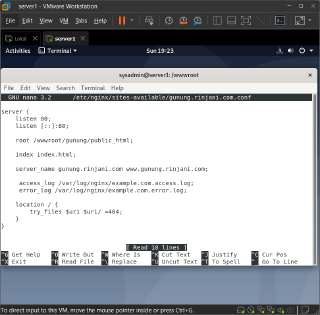 server1 - VMware Workstation
File Edit View VM Tabs Help
Lokal server1
Activities Terminal Sun 19:23
sysadmin@server1: /wwwroot
File Edit View Search Terminal Help
GNU nano 3.2 /etc/nginx/sites-available/gunung.rinjani.com.conf
server {
listen 80;
listen [::]:80;
root /wwwroot/gunung/public_html;
index index.html;
server_name gunung.rinjani.com www.gunung.rinjani.com;
access_log /var/log/nginx/example.com.access.log;
error_log /var/log/nginx/example.com.error.log;
location / {
try_files $uri $uri/ =404;
}
}
[ Read 18 lines ]
^G Get Help ^O Write Out ^W Where Is ^K Cut Text ^J Justify ^C Cur Pos
^X Exit ^R Read File ^\ Replace ^U Uncut Text ^T To Spell ^_ Go To Line
To direct input to this VM, move the mouse pointer inside or press Ctrl+G.